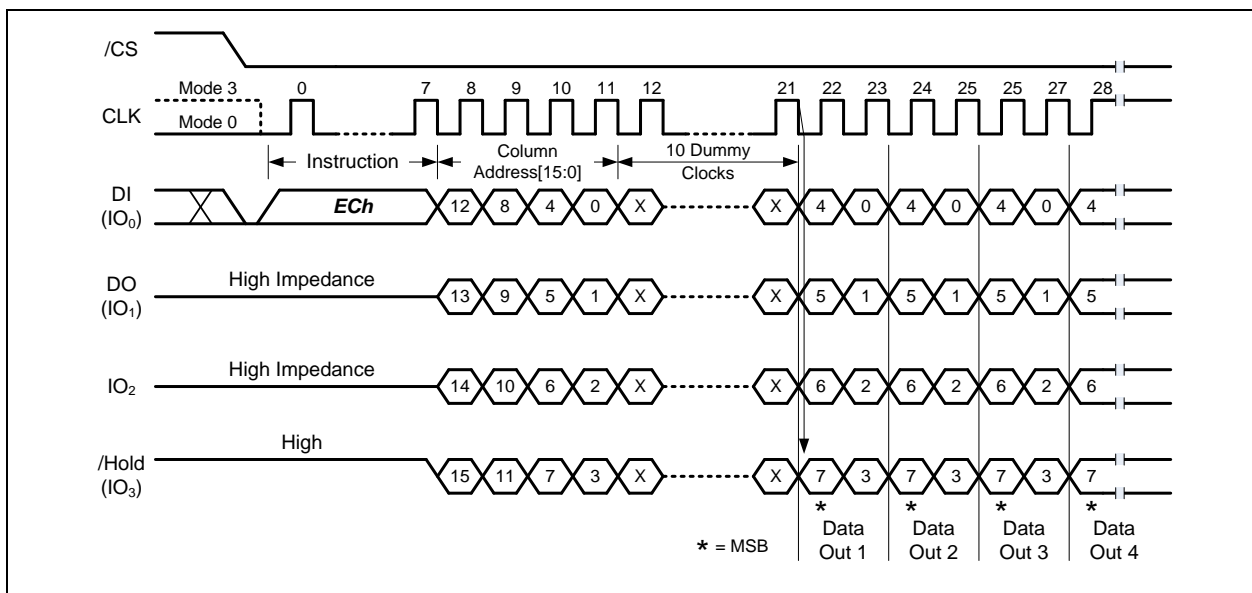 /CS
Mode 3 0 7 8 9 10 11 12 21 22 23 24 25 25 27 28
CLK
Mode 0
Instruction
Column
Address[15:0]
10 Dummy
Clocks
DI
(IO0)
ECh 12 8 4 0 X X 4 0 4 0 4 0 4
High Impedance
DO
(IO1)
13 9 5 1 X X 5 1 5 1 5 1 5
High Impedance
IO2
14 10 6 2 X X 6 2 6 2 6 2 6
High
/Hold
(IO3)
15 11 7 3 X X 7 3 7 3 7 3 7
* * * *
* = MSB
Data
Out 1
Data
Out 2
Data
Out 3
Data
Out 4